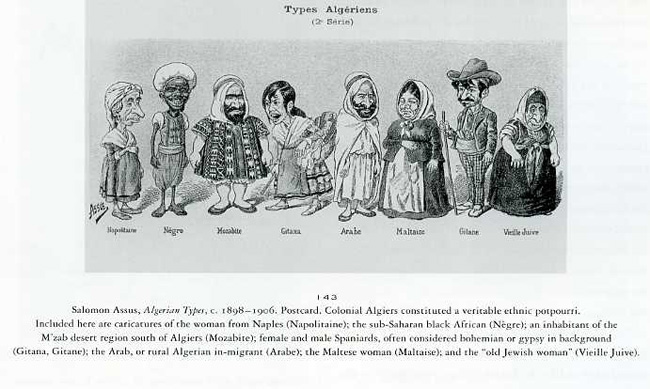 Types Algériens
(2e Série)
Assus
Napolitaine Nègro Mozabite Gitana Arabe Maltaise Gitane Vieille Juive
143
Salomon Assus, Algerian Types, c. 1898–1906. Postcard. Colonial Algiers constituted a veritable ethnic potpourri.
Included here are caricatures of the woman from Naples (Napolitaine); the sub-Saharan black African (Nègre); an inhabitant of the
M'zab desert region south of Algiers (Mozabite); female and male Spaniards, often considered bohemian or gypsy in background
(Gitana, Gitane); the Arab, or rural Algerian in-migrant (Arabe); the Maltese woman (Maltaise); and the “old Jewish woman” (Vieille Juive).